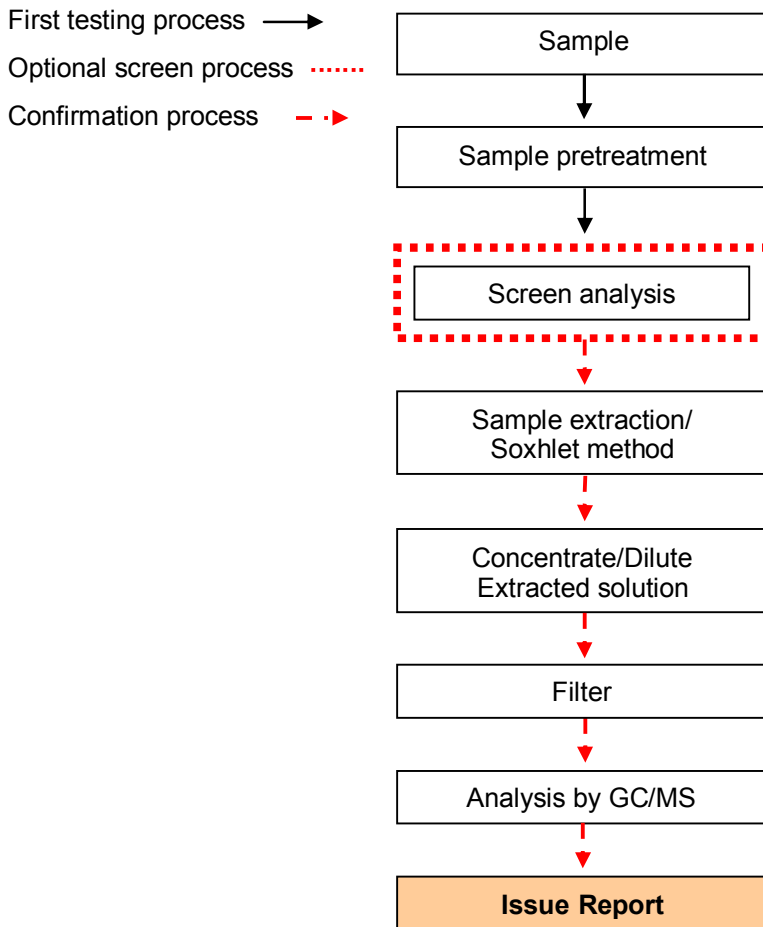 First testing process
Optional screen process
Confirmation process
Sample
Sample pretreatment
Screen analysis
Sample extraction/
Soxhlet method
Concentrate/Dilute
Extracted solution
Filter
Analysis by GC/MS
Issue Report